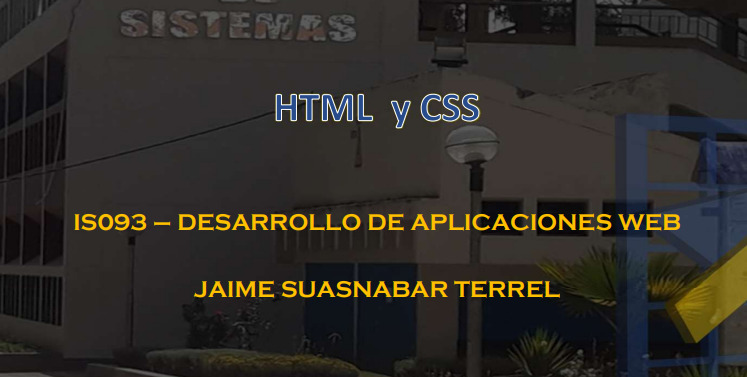 SISTEMAS
HTML y CSS
IS093 – DESARROLLO DE APLICACIONES WEB
JAIME SUASNABAR TERREL